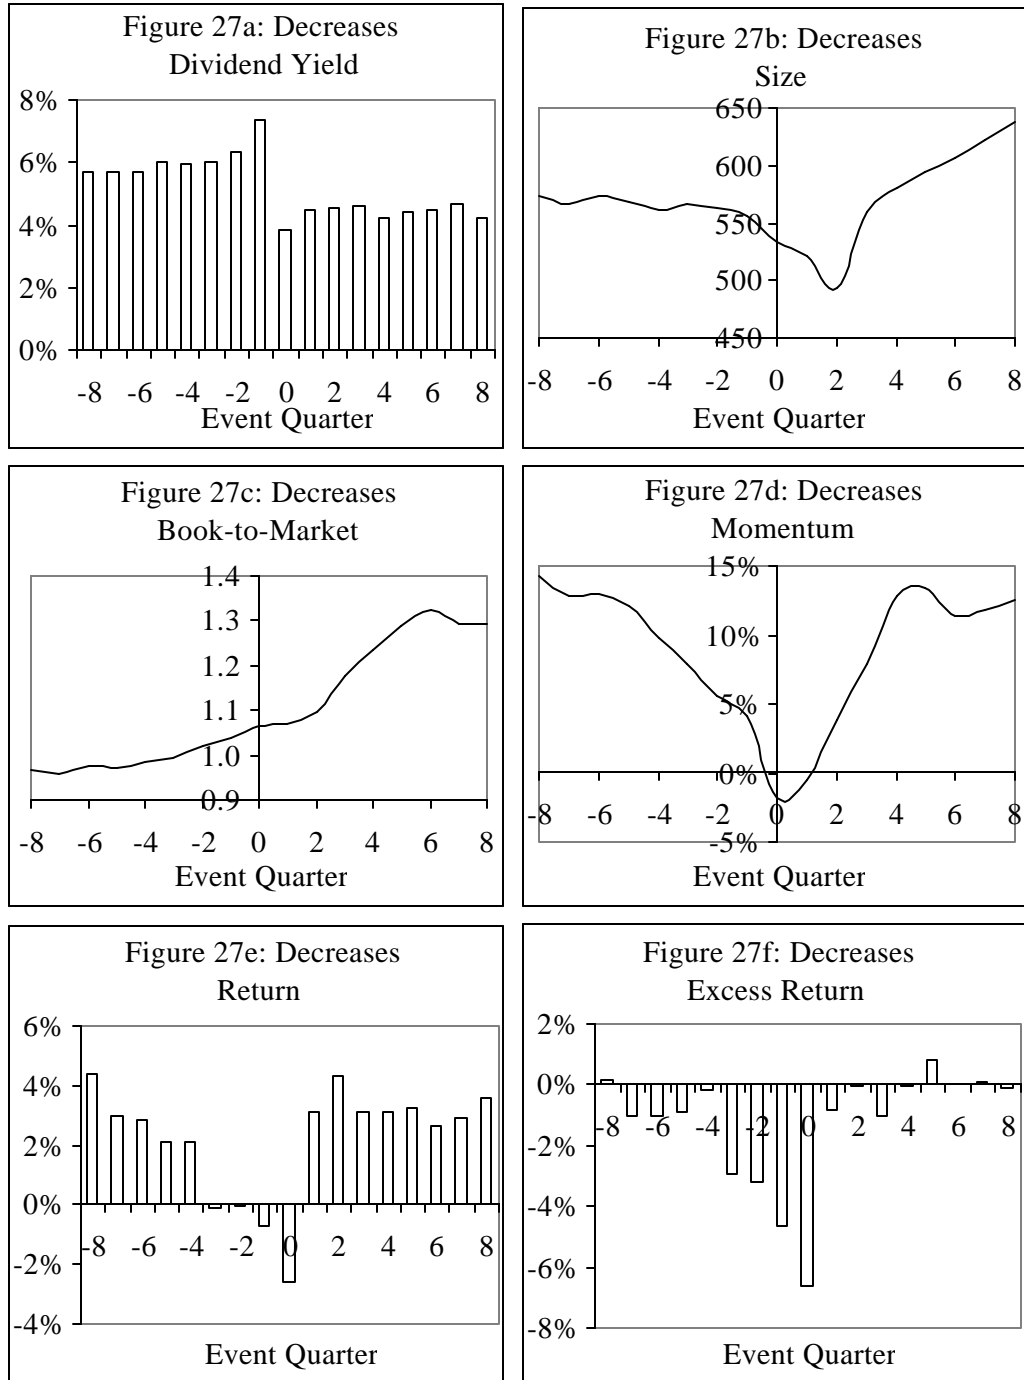 Figure 27a: Decreases
Dividend Yield
8%
6%
4%
2%
0%
-8 -6 -4 -2 0 2 4 6 8
Event Quarter
Figure 27b: Decreases
Size
650
600
550
500
450
-8 -6 -4 -2 0 2 4 6 8
Event Quarter
Figure 27c: Decreases
Book-to-Market
1.4
1.3
1.2
1.1
1.0
0.9
-8 -6 -4 -2 0 2 4 6 8
Event Quarter
Figure 27d: Decreases
Momentum
15%
10%
5%
0%
-8 -6 -4 -2 0 2 4 6 8
-5%
Event Quarter
Figure 27e: Decreases
Return
6%
4%
2%
0%
-8 -6 -4 -2 0 2 4 6 8
-2%
-4%
Event Quarter
Figure 27f: Decreases
Excess Return
2%
0%
-8 -6 -4 -2 0 2 4 6 8
-2%
-4%
-6%
-8%
Event Quarter